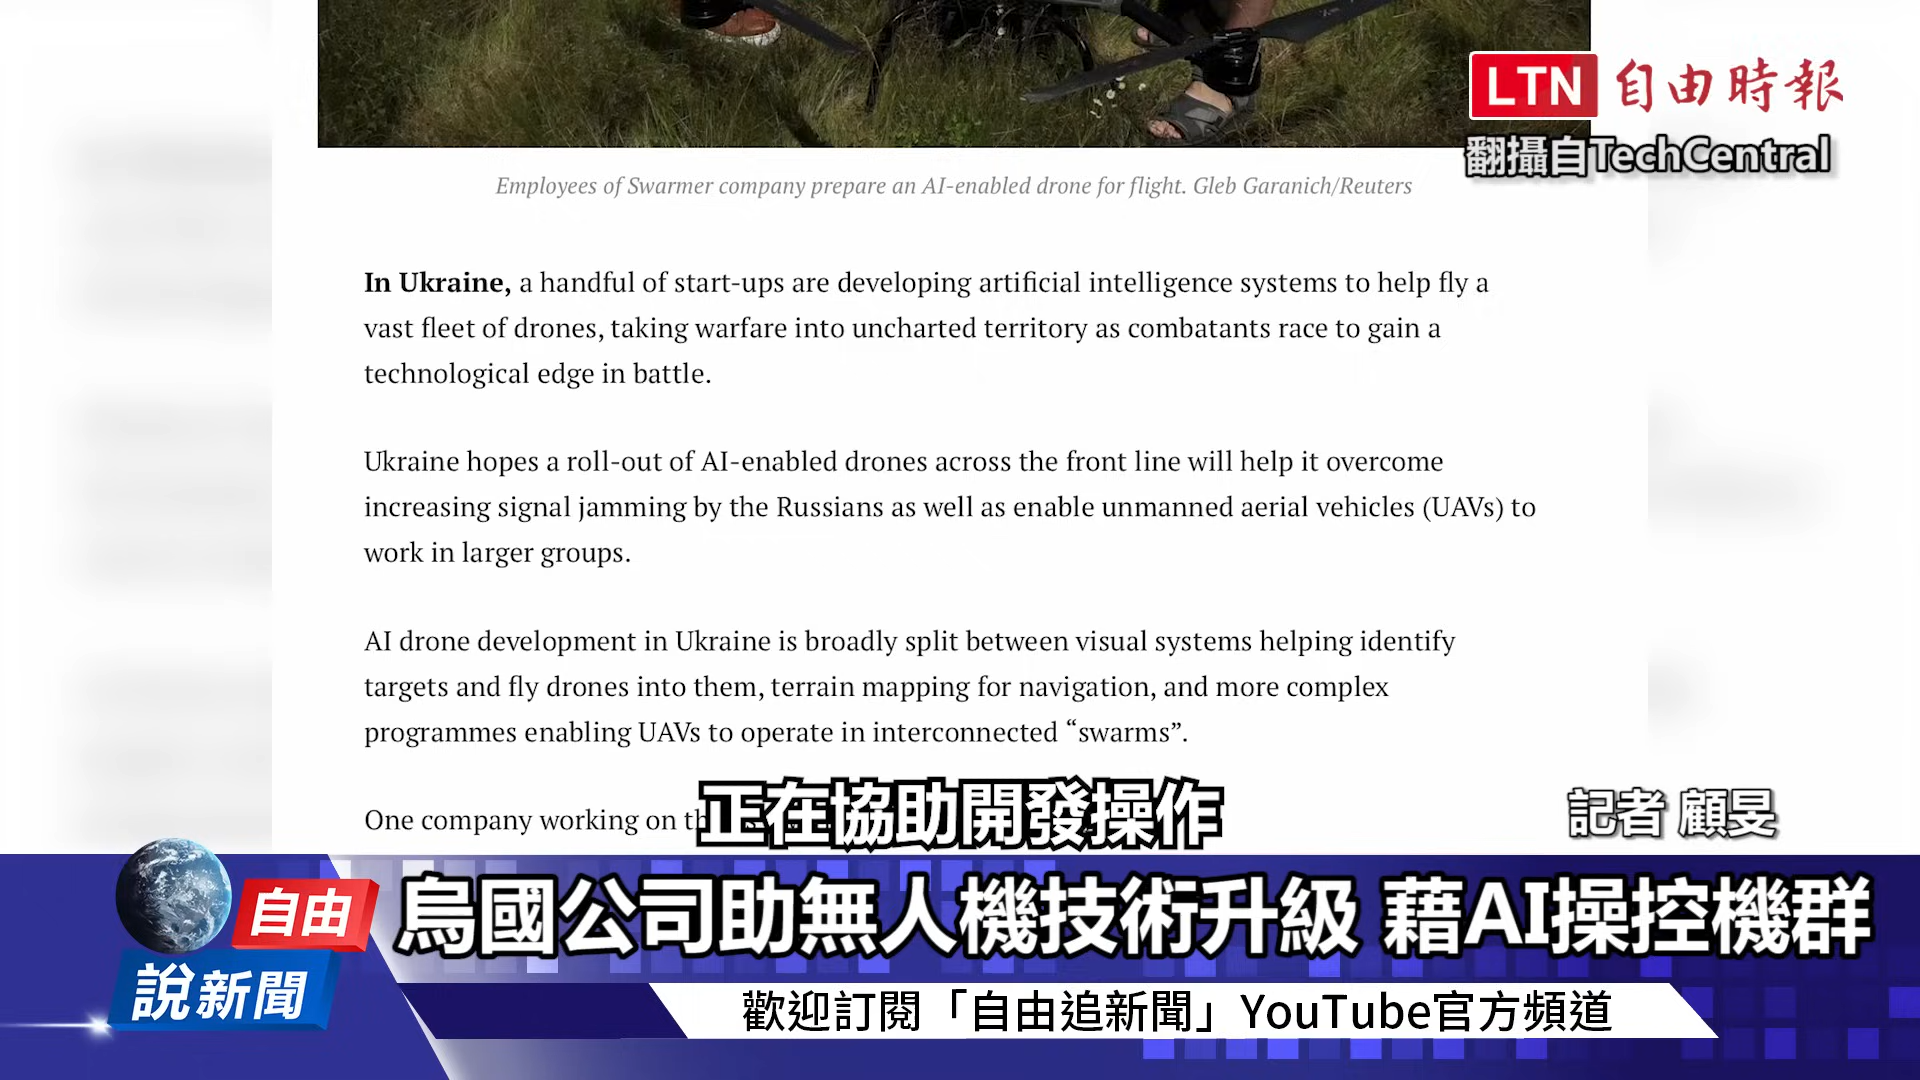 LTN 自由時報
翻攝自TechCentral
Employees of Swarmer company prepare an AI-enabled drone for flight. Gleb Garanich/Reuters
In Ukraine, a handful of start-ups are developing artificial intelligence systems to help fly a
vast fleet of drones, taking warfare into uncharted territory as combatants race to gain a
technological edge in battle.
Ukraine hopes a roll-out of AI-enabled drones across the front line will help it overcome
increasing signal jamming by the Russians as well as enable unmanned aerial vehicles (UAVs) to
work in larger groups.
AI drone development in Ukraine is broadly split between visual systems helping identify
targets and fly drones into them, terrain mapping for navigation, and more complex
programmes enabling UAVs to operate in interconnected “swarms”.
One company working on
正在協助開發操作
記者 顧旻
自由
說新聞
烏國公司助無人機技術升級 藉AI操控機群
歡迎訂閱「自由追新聞」YouTube官方頻道